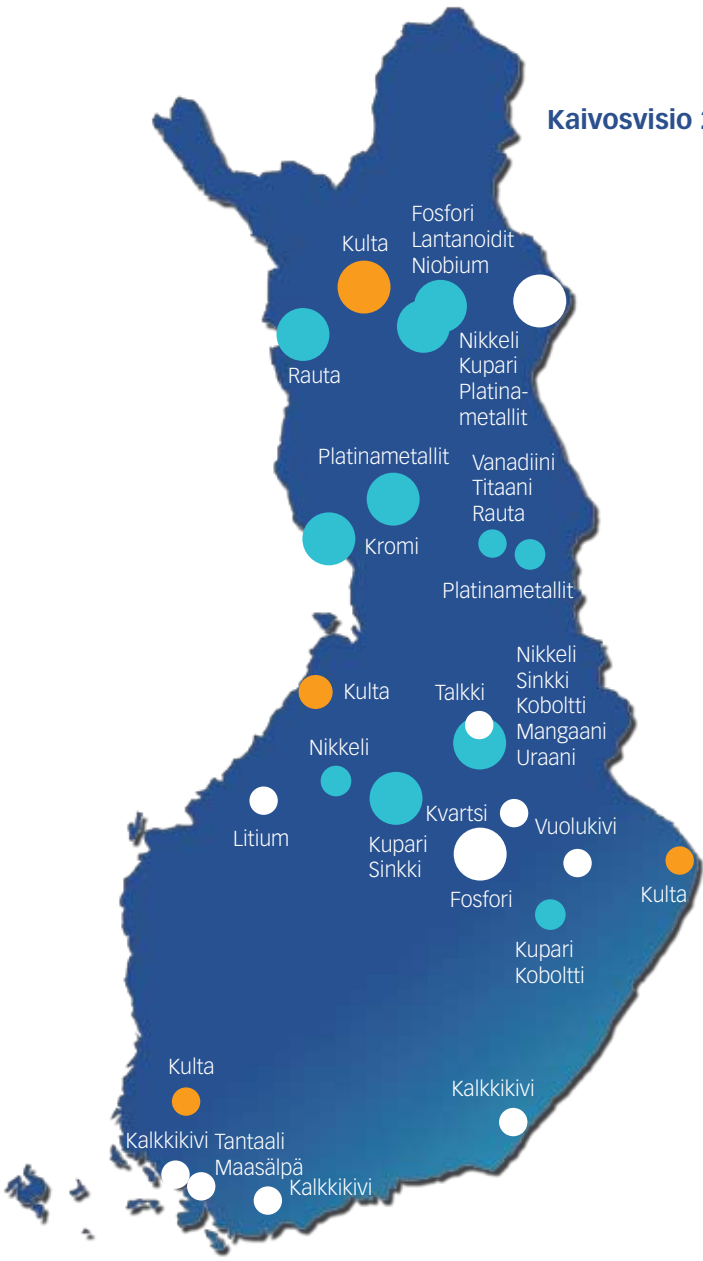 Kaivosvisio
Fosfori
Lantanoidit
Niobium
Kulta
Nikkeli
Kupari
Platina-
metallit
Rauta
Platinametallit
Vanadiini
Titaani
Rauta
Kromi
Platinametallit
Nikkeli
Sinkki
Koboltti
Mangaani
Uraani
Kulta
Talkki
Nikkeli
Kvartsi
Vuolukivi
Litium
Kupari
Sinkki
Fosfori
Kulta
Kupari
Koboltti
Kulta
Kalkkikivi
Kalkkikivi
Tantaali
Maasälpä
Kalkkikivi